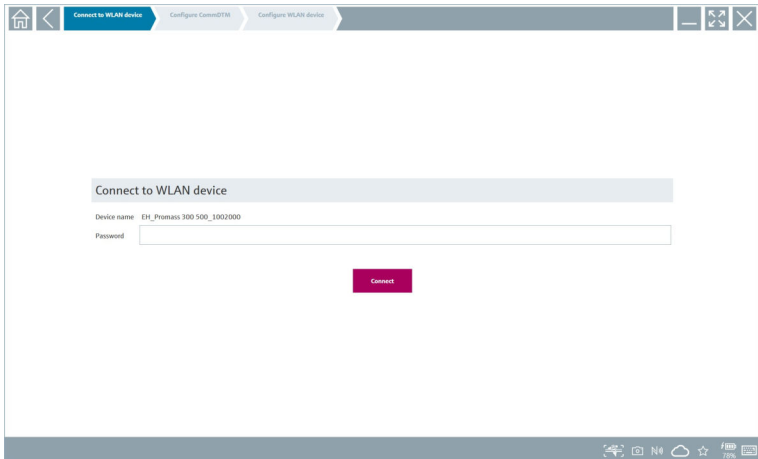 Connect to WLAN device
Configure CommDTM
Configure WLAN device
Connect to WLAN device
Device name EH_Promass 300 500_1002000
Password
Connect
78%